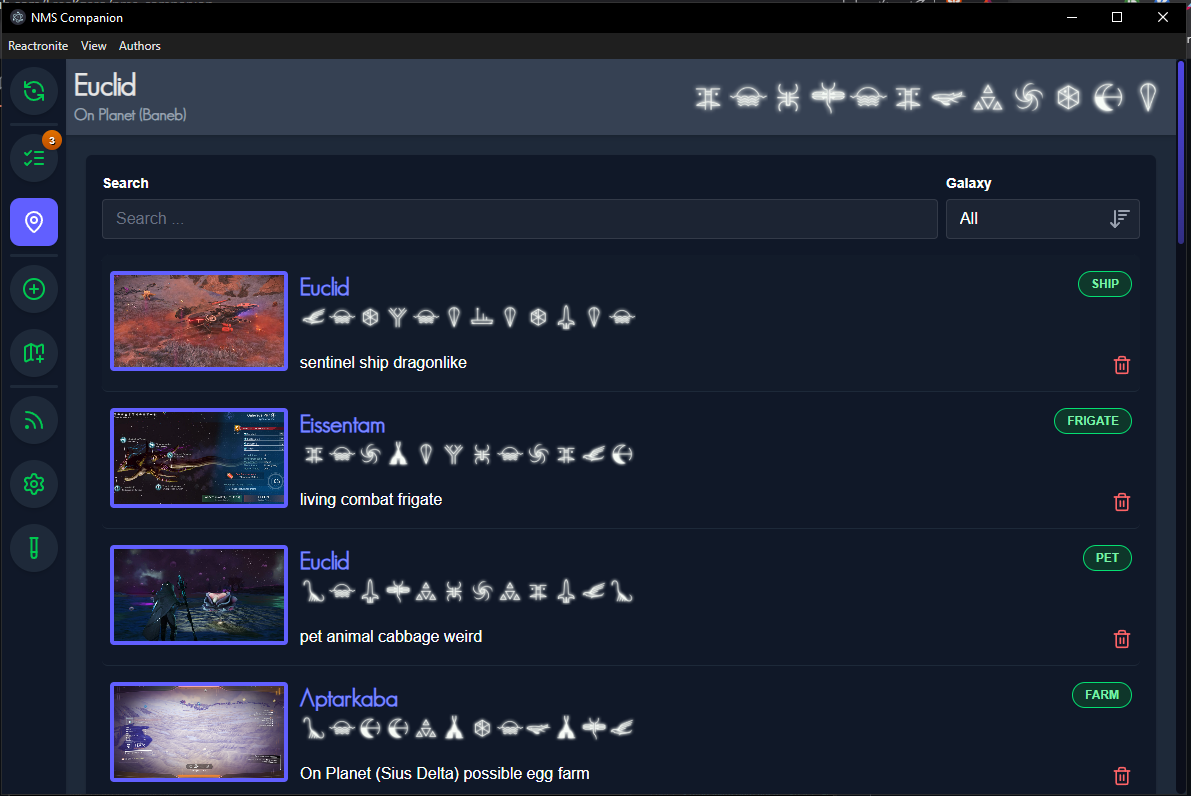 NMS Companion
Reactronite View Authors
Euclid
On Planet (Baneb)
3
Search
Galaxy
Search ...
All
Euclid
SHIP
sentinel ship dragonlike
Eissentam
FRIGATE
living combat frigate
Euclid
PET
pet animal cabbage weird
Aptarkaba
FARM
On Planet (Sius Delta) possible egg farm